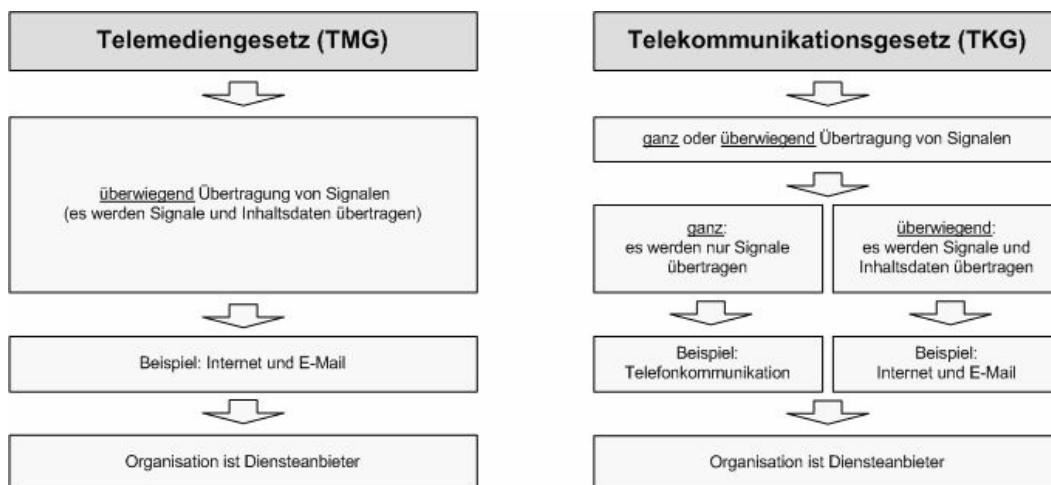 Telemediengesetz (TMG)
überwiegend Übertragung von Signalen
(es werden Signale und Inhaltsdaten übertragen)
Beispiel: Internet und E-Mail
Organisation ist Diensteanbieter
Telekommunikationsgesetz (TKG)
ganz oder überwiegend Übertragung von Signalen
ganz:
es werden nur Signale
übertragen
überwiegend:
es werden Signale und
Inhaltsdaten übertragen
Beispiel:
Telefonkommunikation
Beispiel:
Internet und E-Mail
Organisation ist Diensteanbieter